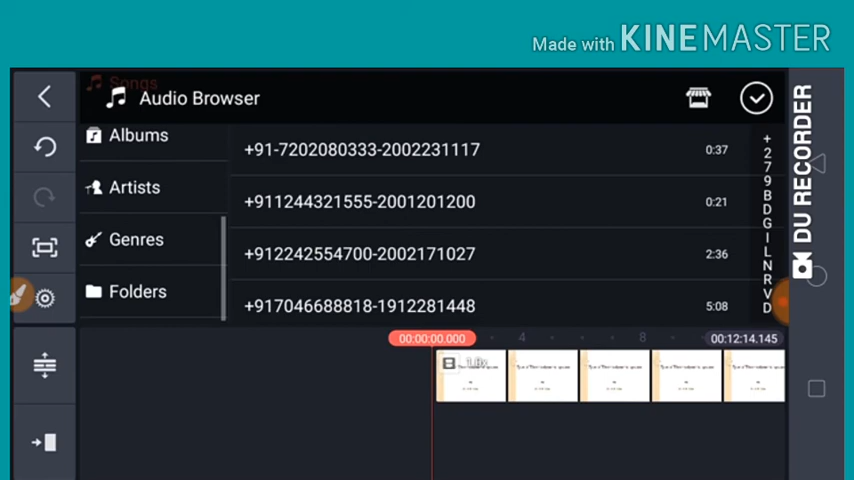 Made with KINEMASTER
Songs
Audio Browser
Albums
Artists
Genres
Folders
+91-7202080333-2002231117 0:37
+911244321555-2001201200 0:21
+912242554700-2002171027 2:36
+917046688818-1912281448 5:08
+
2
7
9
B
D
G
I
L
N
R
V
D
DU RECORDER
00:00:00.000 4 8 00:12:14.145
1.0x